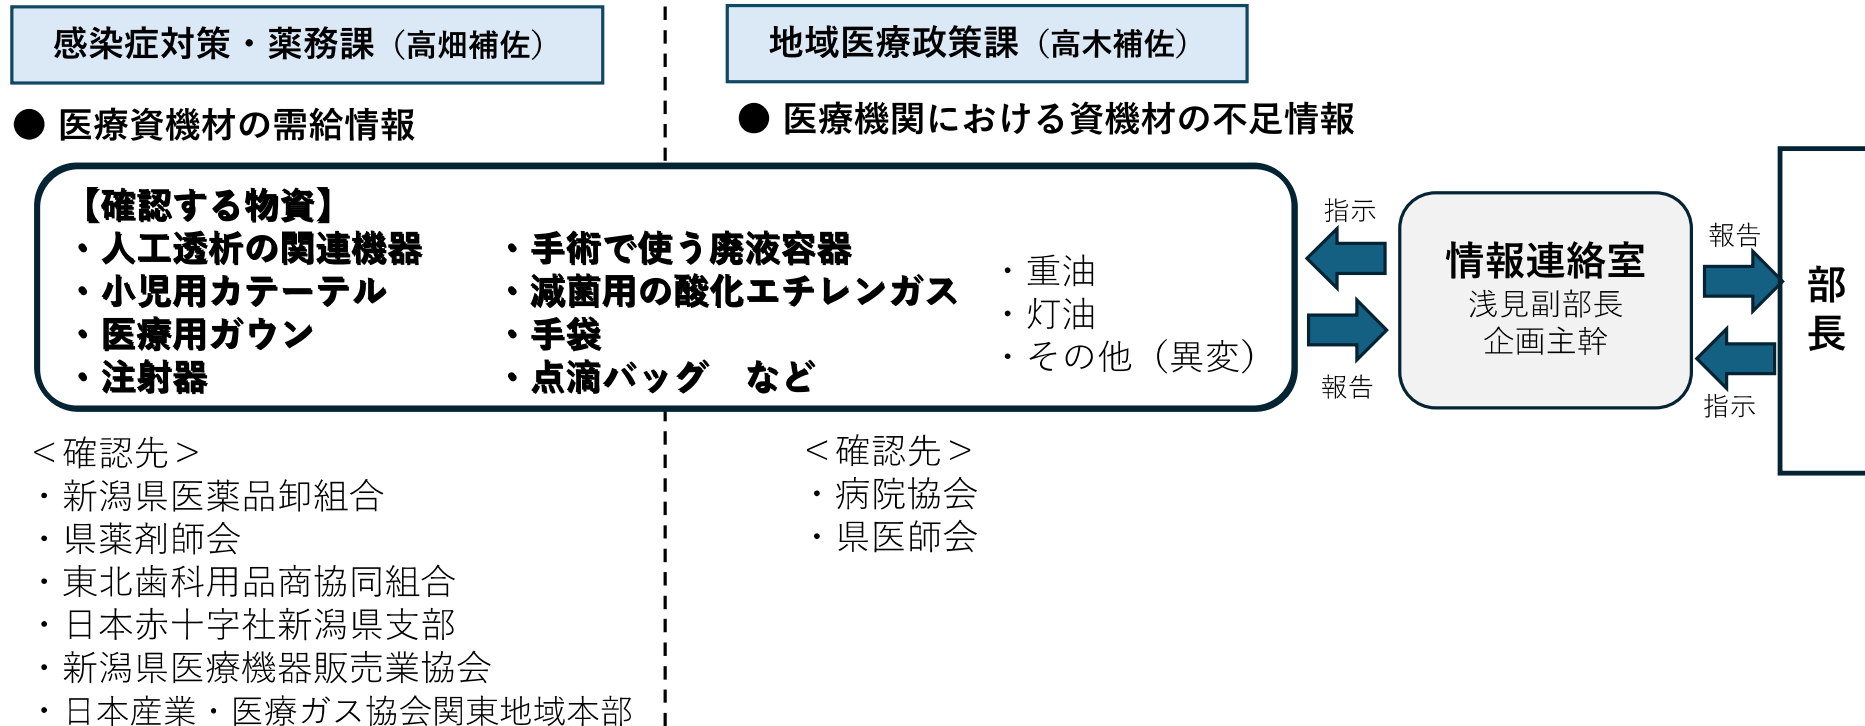 感染症対策・薬務課（高畑補佐）
● 医療資機材の需給情報
地域医療政策課（高木補佐）
● 医療機関における資機材の不足情報
【確認する物資】
・人工透析の関連機器
・小児用カテーテル
・医療用ガウン
・注射器
・手術で使う廃液容器
・滅菌用の酸化エチレンガス
・手袋
・点滴バッグ　など
・重油
・灯油
・その他（異変）
指示
報告
情報連絡室
浅見副部長
企画主幹
報告
指示
部長
＜確認先＞
・新潟県医薬品卸組合
・県薬剤師会
・東北歯科用品商協同組合
・日本赤十字社新潟県支部
・新潟県医療機器販売業協会
・日本産業・医療ガス協会関東地域本部
＜確認先＞
・病院協会
・県医師会